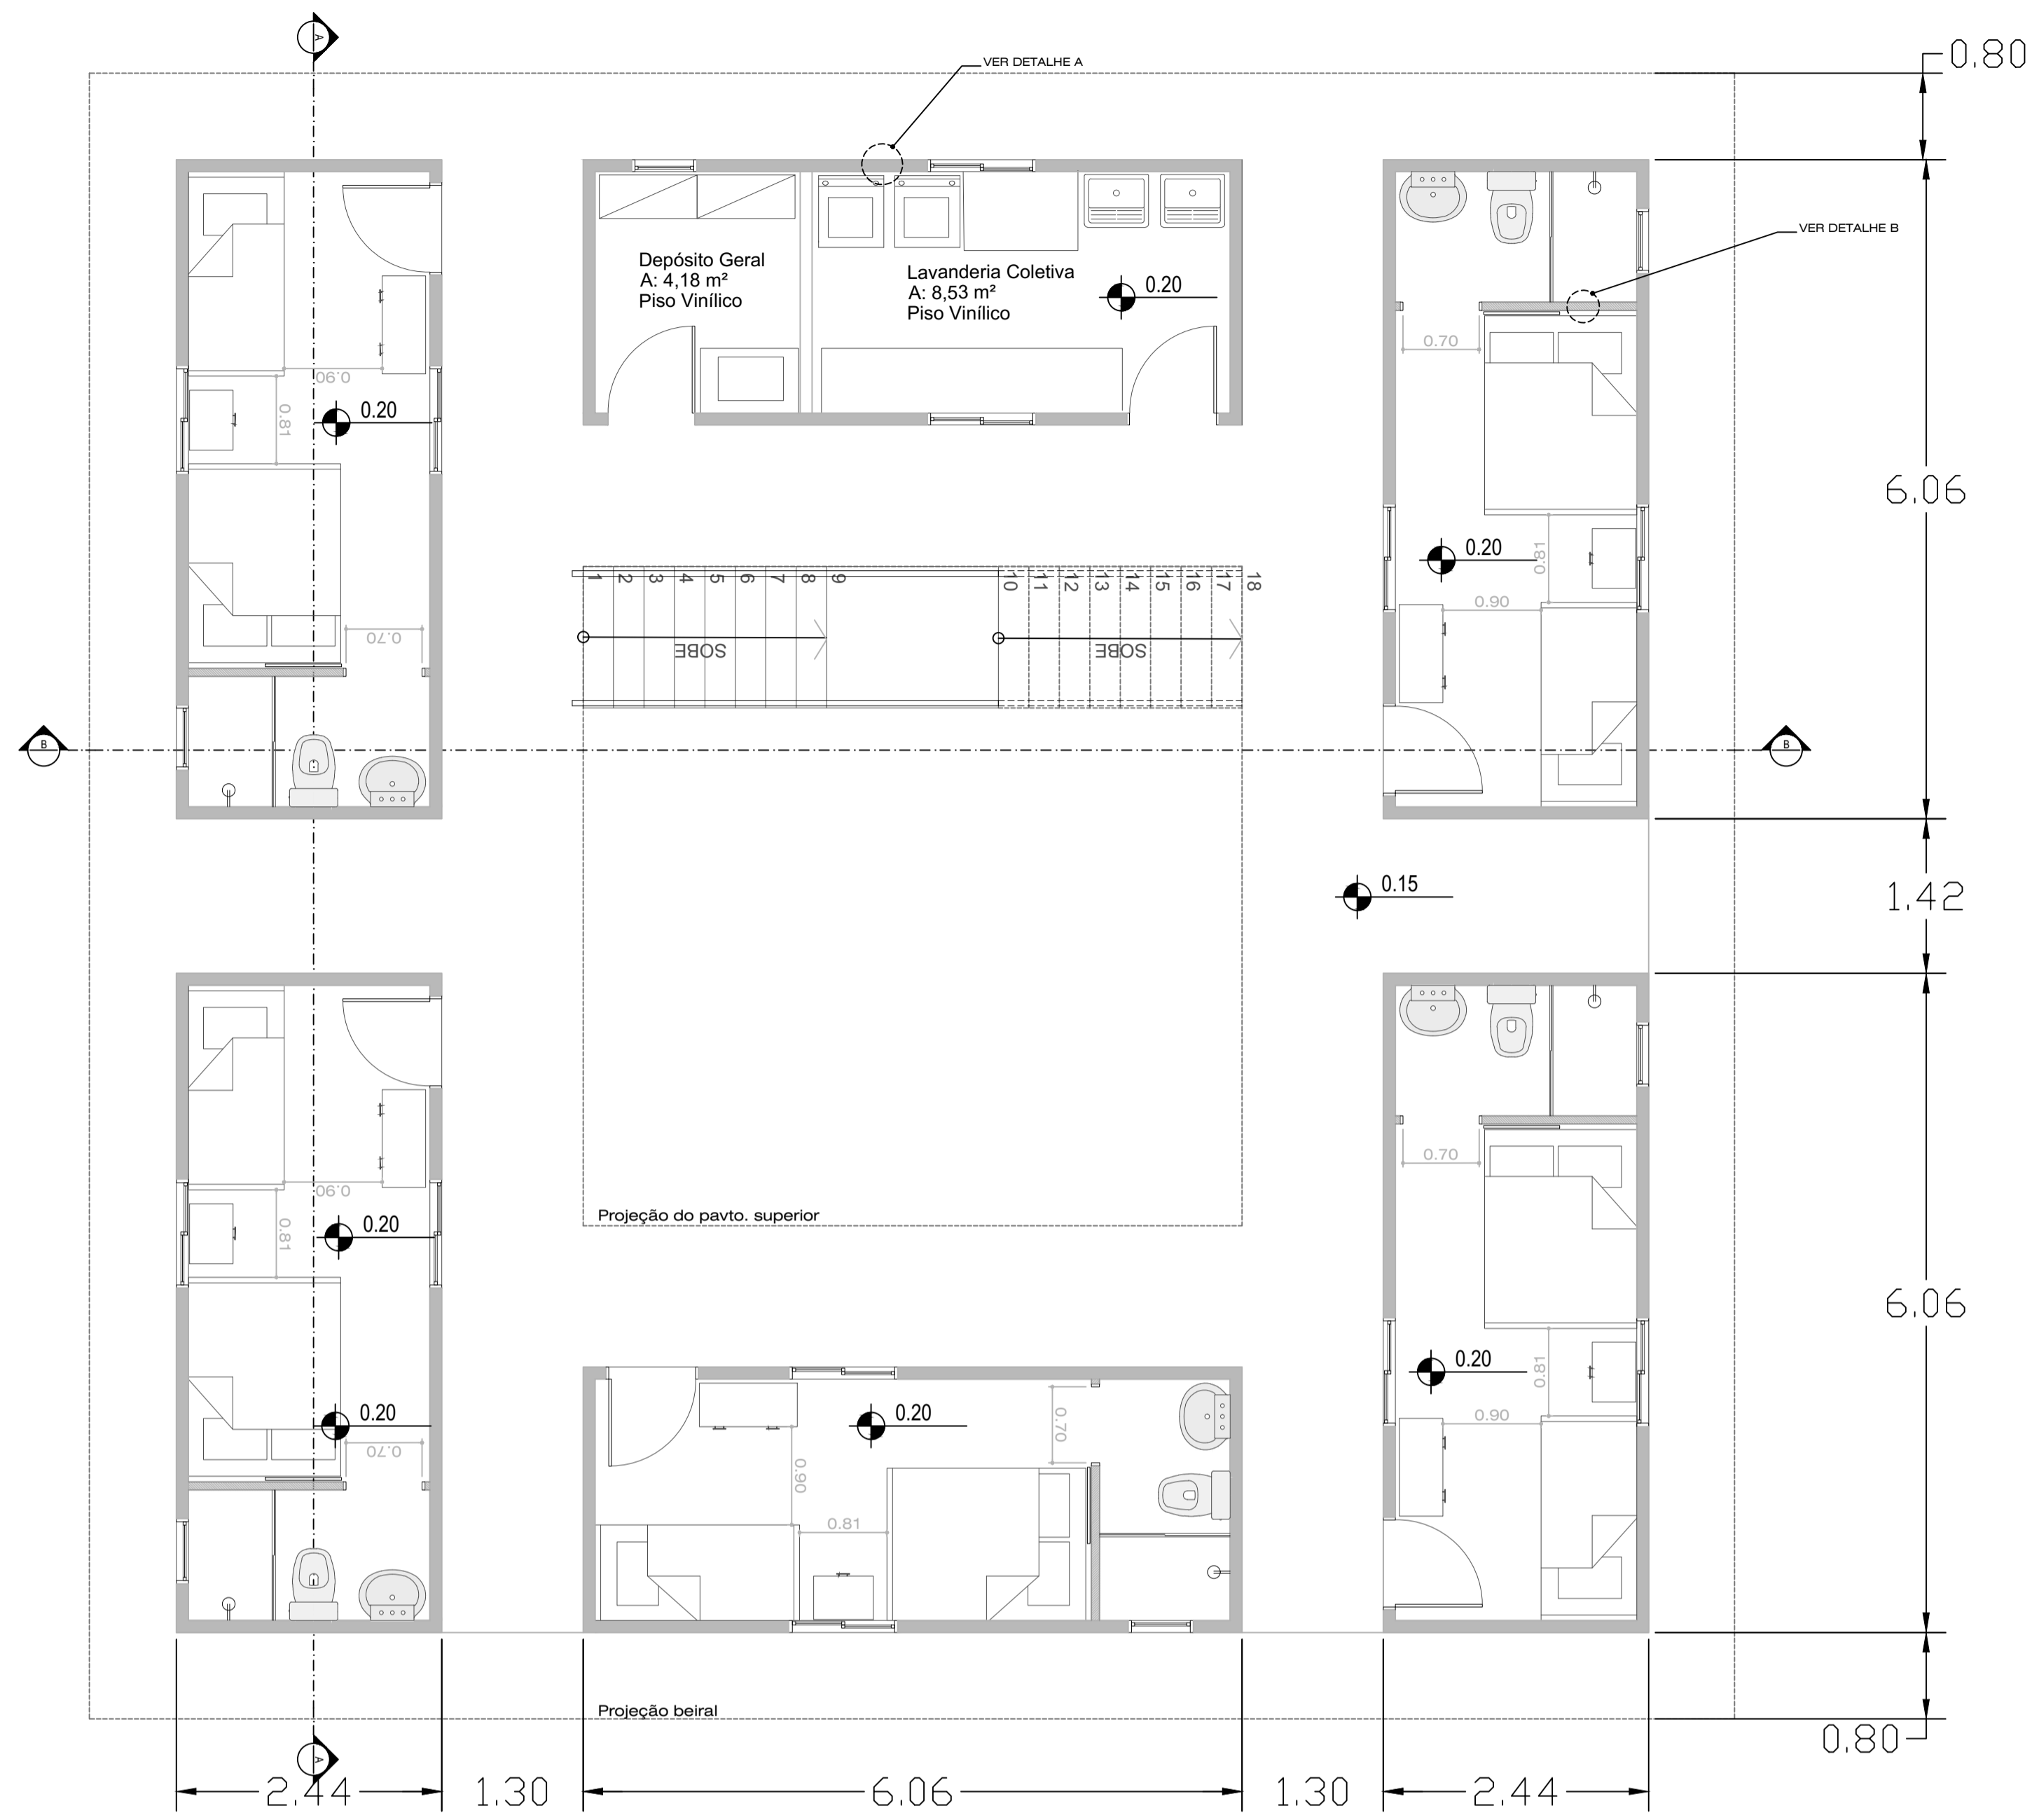 A
0.80
VER DETALHE A
VER DETALHE B
Depósito Geral
A: 4,18 m²
Piso Vinílico
Lavanderia Coletiva
A: 8,53 m²
Piso Vinílico
0.20
0.70
0.90
0.81
0.20
6.06
0.20
0.81
0.90
0.70
1 2 3 4 5 6 7 8 9 10 11 12 13 14 15 16 17 18
SOBE
SOBE
B
B
0.15
1.42
0.70
0.90
0.81
0.20
Projeção do pavto. superior
6.06
0.20
0.81
0.90
0.20
0.70
0.20
0.70
0.90
0.81
Projeção beiral
0.80
A
2.44
1.30
6.06
1.30
2.44